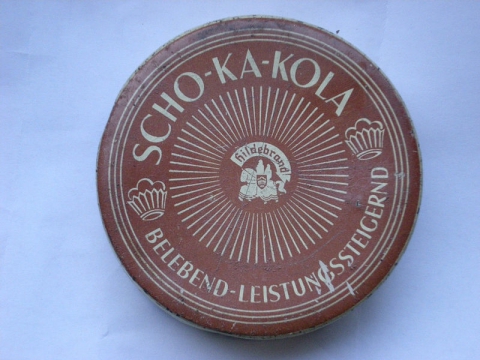 SCHO-KA-KOLA
Hildebrand
BELEBEND-LEISTUNGSSTEIGERND